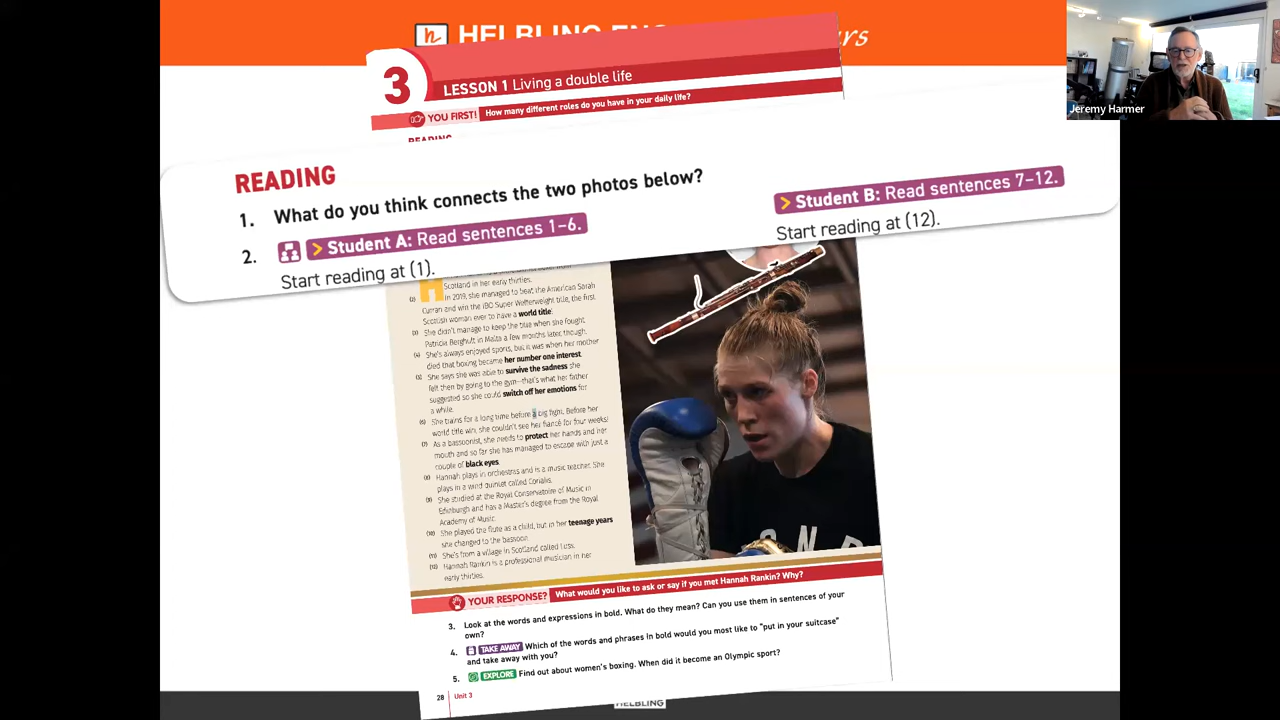 HELBLING EN
rs
Jeremy Harmer
3
LESSON 1 Living a double life
YOU FIRST! How many different roles do you have in your daily life?
READING
READING
1. What do you think connects the two photos below?
2. > Student A: Read sentences 1–6.
Start reading at (1).
> Student B: Read sentences 7–12.
Start reading at (12).
Scotland in her early thirties.
(2) In 2019, she managed to beat the American Sarah
Curran and win the IBO Super Welterweight title, the first
Scottish woman ever to have a world title.
(3) She didn't manage to keep the title when she fought
Patricia Berghult in Malta a few months later, though.
(4) She's always enjoyed sports, but it was when her mother
died that boxing became her number one interest.
(5) She says she was able to survive the sadness she
felt then by going to the gym–that's what her father
suggested so she could switch off her emotions for
a while.
(6) She trains for a long time before a big fight. Before her
world title win, she couldn't see her fiancé for four weeks!
(7) As a bassoonist, she needs to protect her hands and her
mouth and so far she has managed to escape with just a
couple of black eyes.
(8) Hannah plays in orchestras and is a music teacher. She
plays in a wind quintet called Coriolis.
(9) She studied at the Royal Conservatoire of Music in
Edinburgh and has a Master's degree from the Royal
Academy of Music.
(10) She played the flute as a child, but in her teenage years
she changed to the bassoon.
(11) She's from a village in Scotland called Luss.
(12) Hannah Rankin is a professional musician in her
early thirties.
YOUR RESPONSE? What would you like to ask or say if you met Hannah Rankin? Why?
3. Look at the words and expressions in bold. What do they mean? Can you use them in sentences of your
own?
4. TAKE AWAY Which of the words and phrases in bold would you most like to "put in your suitcase"
and take away with you?
5. EXPLORE Find out about women's boxing. When did it become an Olympic sport?
28 Unit 3
HELBLING